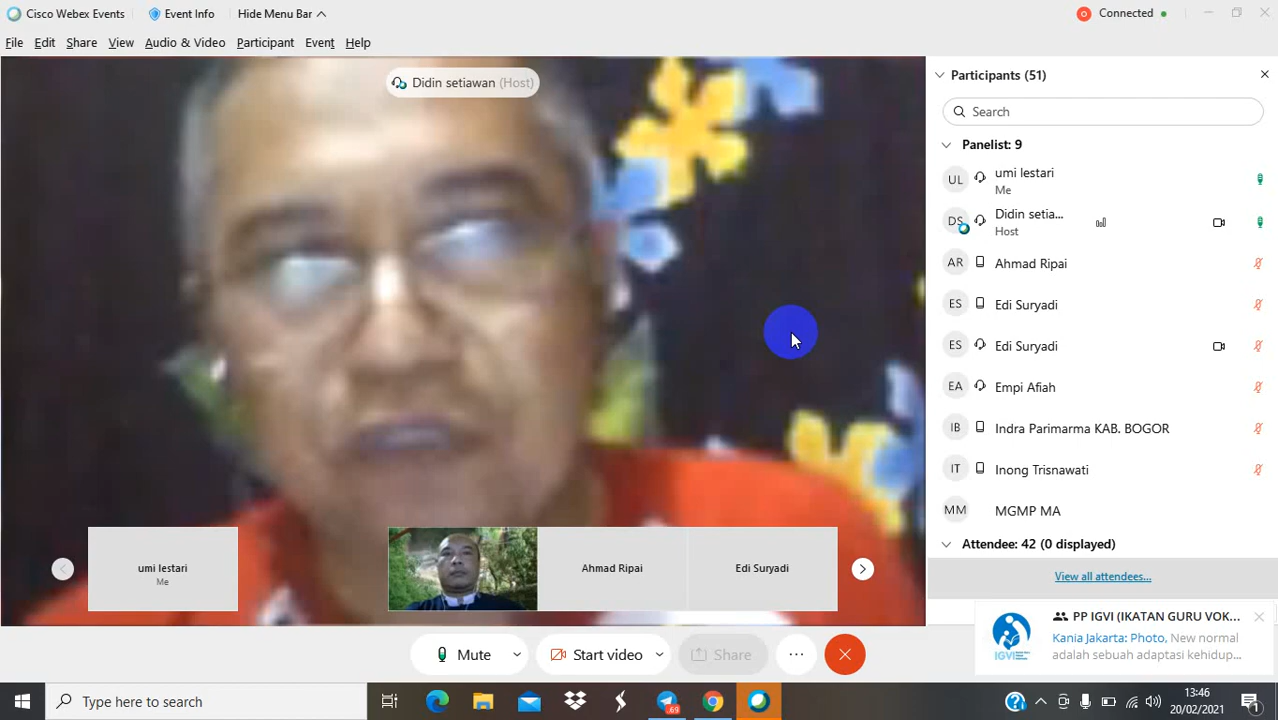 Cisco Webex Events
Event Info
Hide Menu Bar
Connected
File Edit Share View Audio & Video Participant Event Help
Didin setiawan (Host)
Participants (51)
Search
Panelist: 9
UL umi lestari
Me
DS Didin setia...
Host
AR Ahmad Ripai
ES Edi Suryadi
ES Edi Suryadi
EA Empi Afiah
IB Indra Parimarma KAB. BOGOR
IT Inong Trisnawati
MM MGMP MA
Attendee: 42 (0 displayed)
View all attendees...
umi lestari
Me
Ahmad Ripai
Edi Suryadi
PP IGVI (IKATAN GURU VOK...
Kania Jakarta: Photo, New normal
adalah sebuah adaptasi kehidup...
IGVI
Mute
Start video
Share
Type here to search
69
13:46
20/02/2021
1